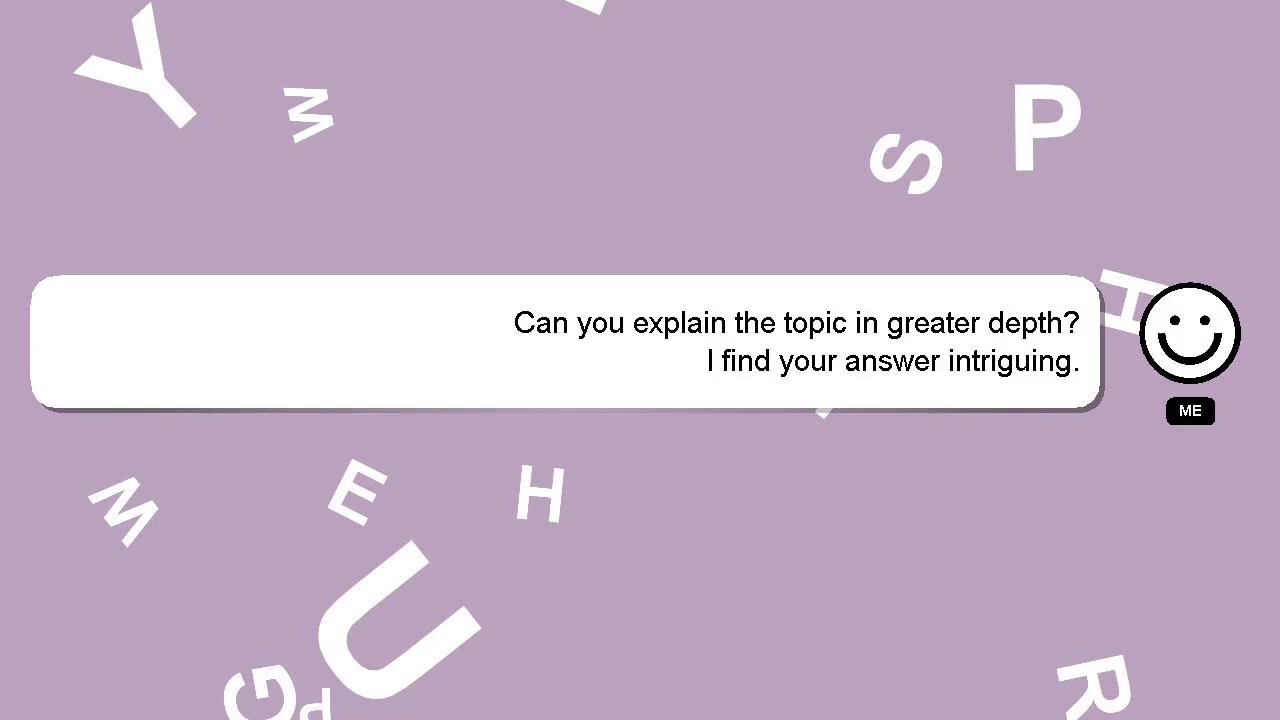 Y
M
S
P
H
Can you explain the topic in greater depth?
I find your answer intriguing.
ME
M
E
H
U
G
R